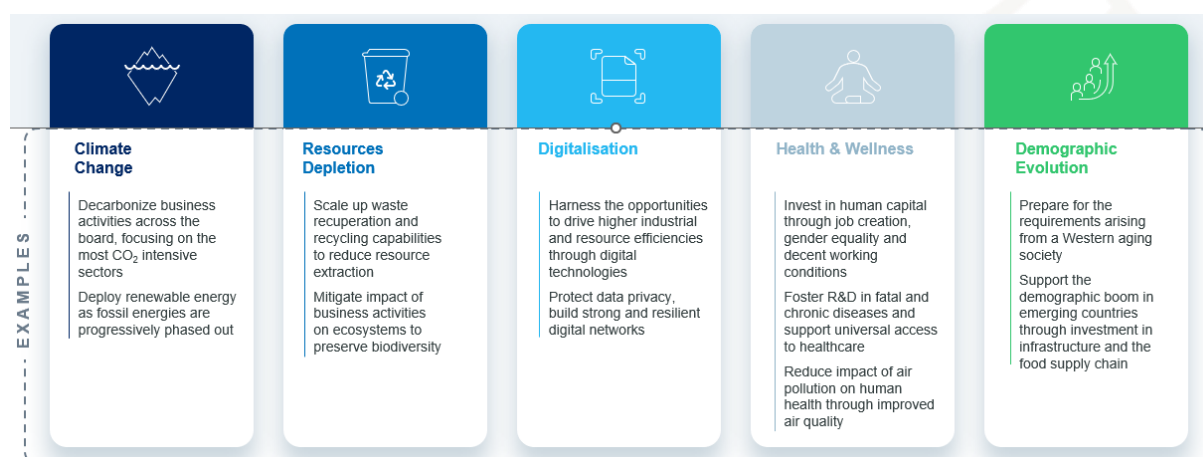 Climate
Change
Decarbonize business
activities across the
board, focusing on the
most CO₂ intensive
sectors
Deploy renewable energy
as fossil energies are
progressively phased out
Resources
Depletion
Scale up waste
recuperation and
recycling capabilities
to reduce resource
extraction
Mitigate impact of
business activities
on ecosystems to
preserve biodiversity
Digitalisation
Harness the opportunities
to drive higher industrial
and resource efficiencies
through digital
technologies
Protect data privacy,
build strong and resilient
digital networks
Health & Wellness
Invest in human capital
through job creation,
gender equality and
decent working
conditions
Foster R&D in fatal and
chronic diseases and
support universal access
to healthcare
Reduce impact of air
pollution on human
health through improved
air quality
Demographic
Evolution
Prepare for the
requirements arising
from a Western aging
society
Support the
demographic boom in
emerging countries
through investment in
infrastructure and the
food supply chain
EXAMPLES